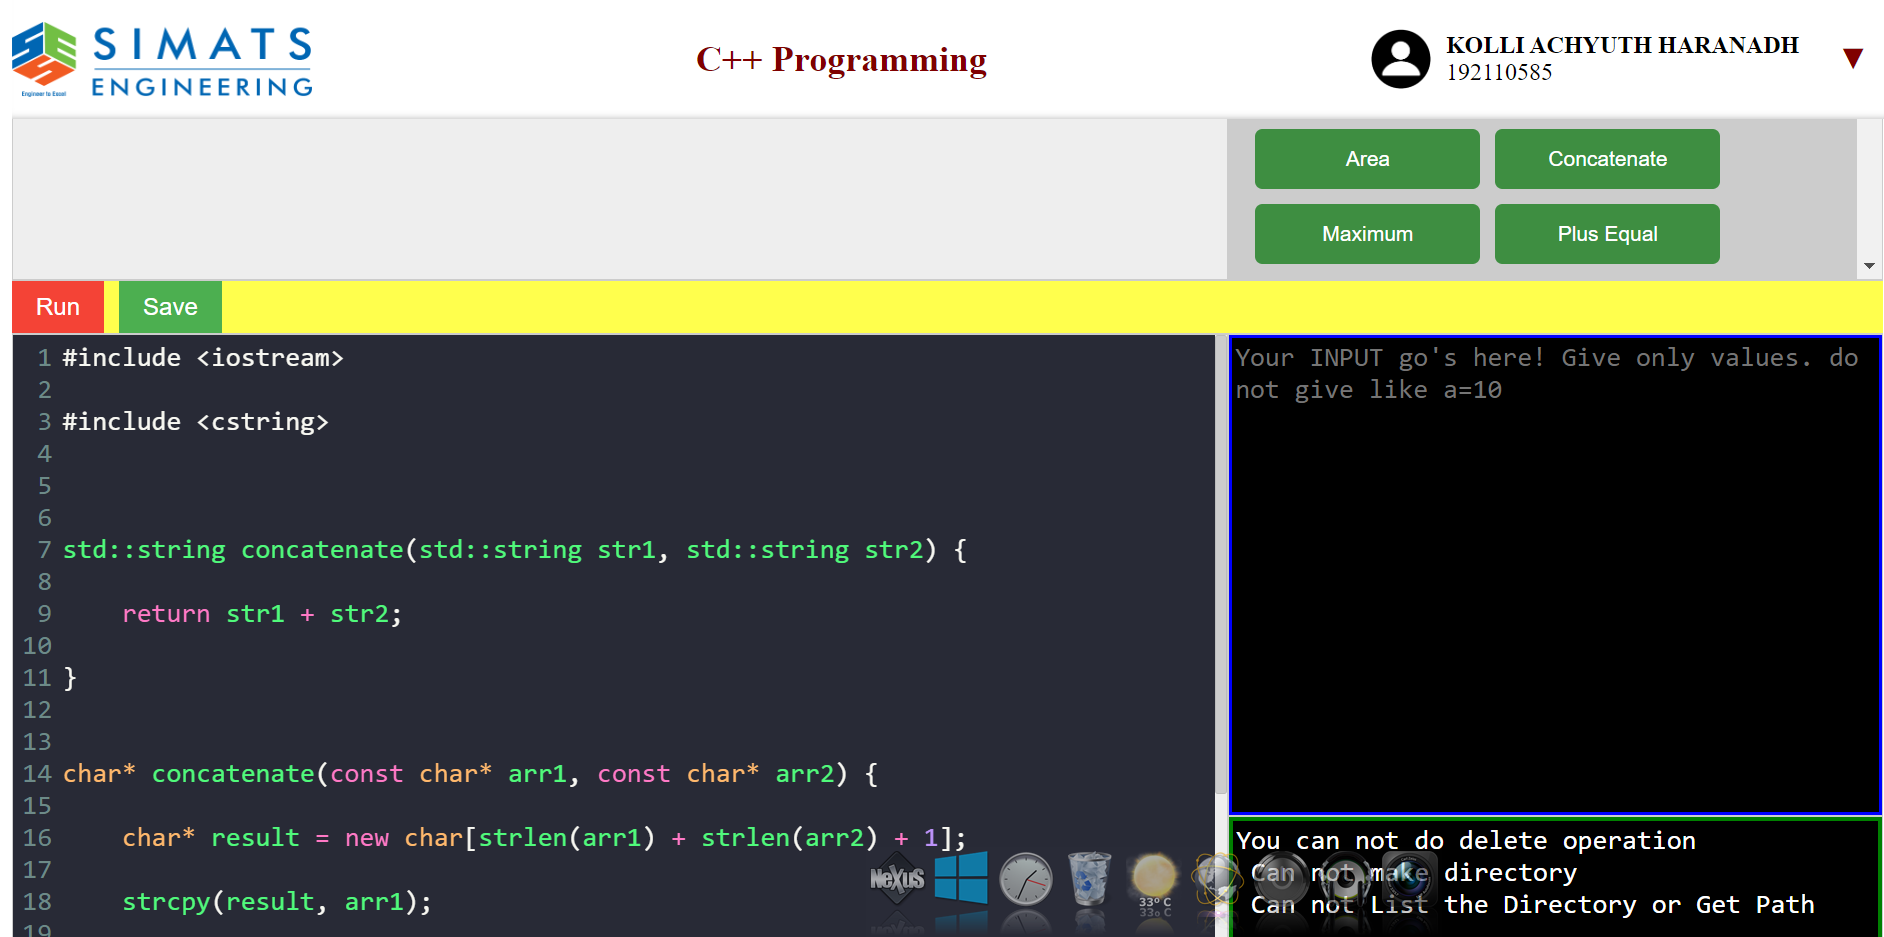 SIMATS
ENGINEERING
Engineer to Excel
C++ Programming
KOLLI ACHYUTH HARANADH
192110585
▼
Area
Concatenate
Maximum
Plus Equal
Run
Save
1 #include <iostream>
2
3 #include <cstring>
4
5
6
7 std::string concatenate(std::string str1, std::string str2) {
8
9     return str1 + str2;
10
11 }
12
13
14 char* concatenate(const char* arr1, const char* arr2) {
15
16     char* result = new char[strlen(arr1) + strlen(arr2) + 1];
17
18     strcpy(result, arr1);
19
Your INPUT go's here! Give only values. do
not give like a=10
You can not do delete operation
Can not make directory
Can not List the Directory or Get Path
NeXuS
33° C